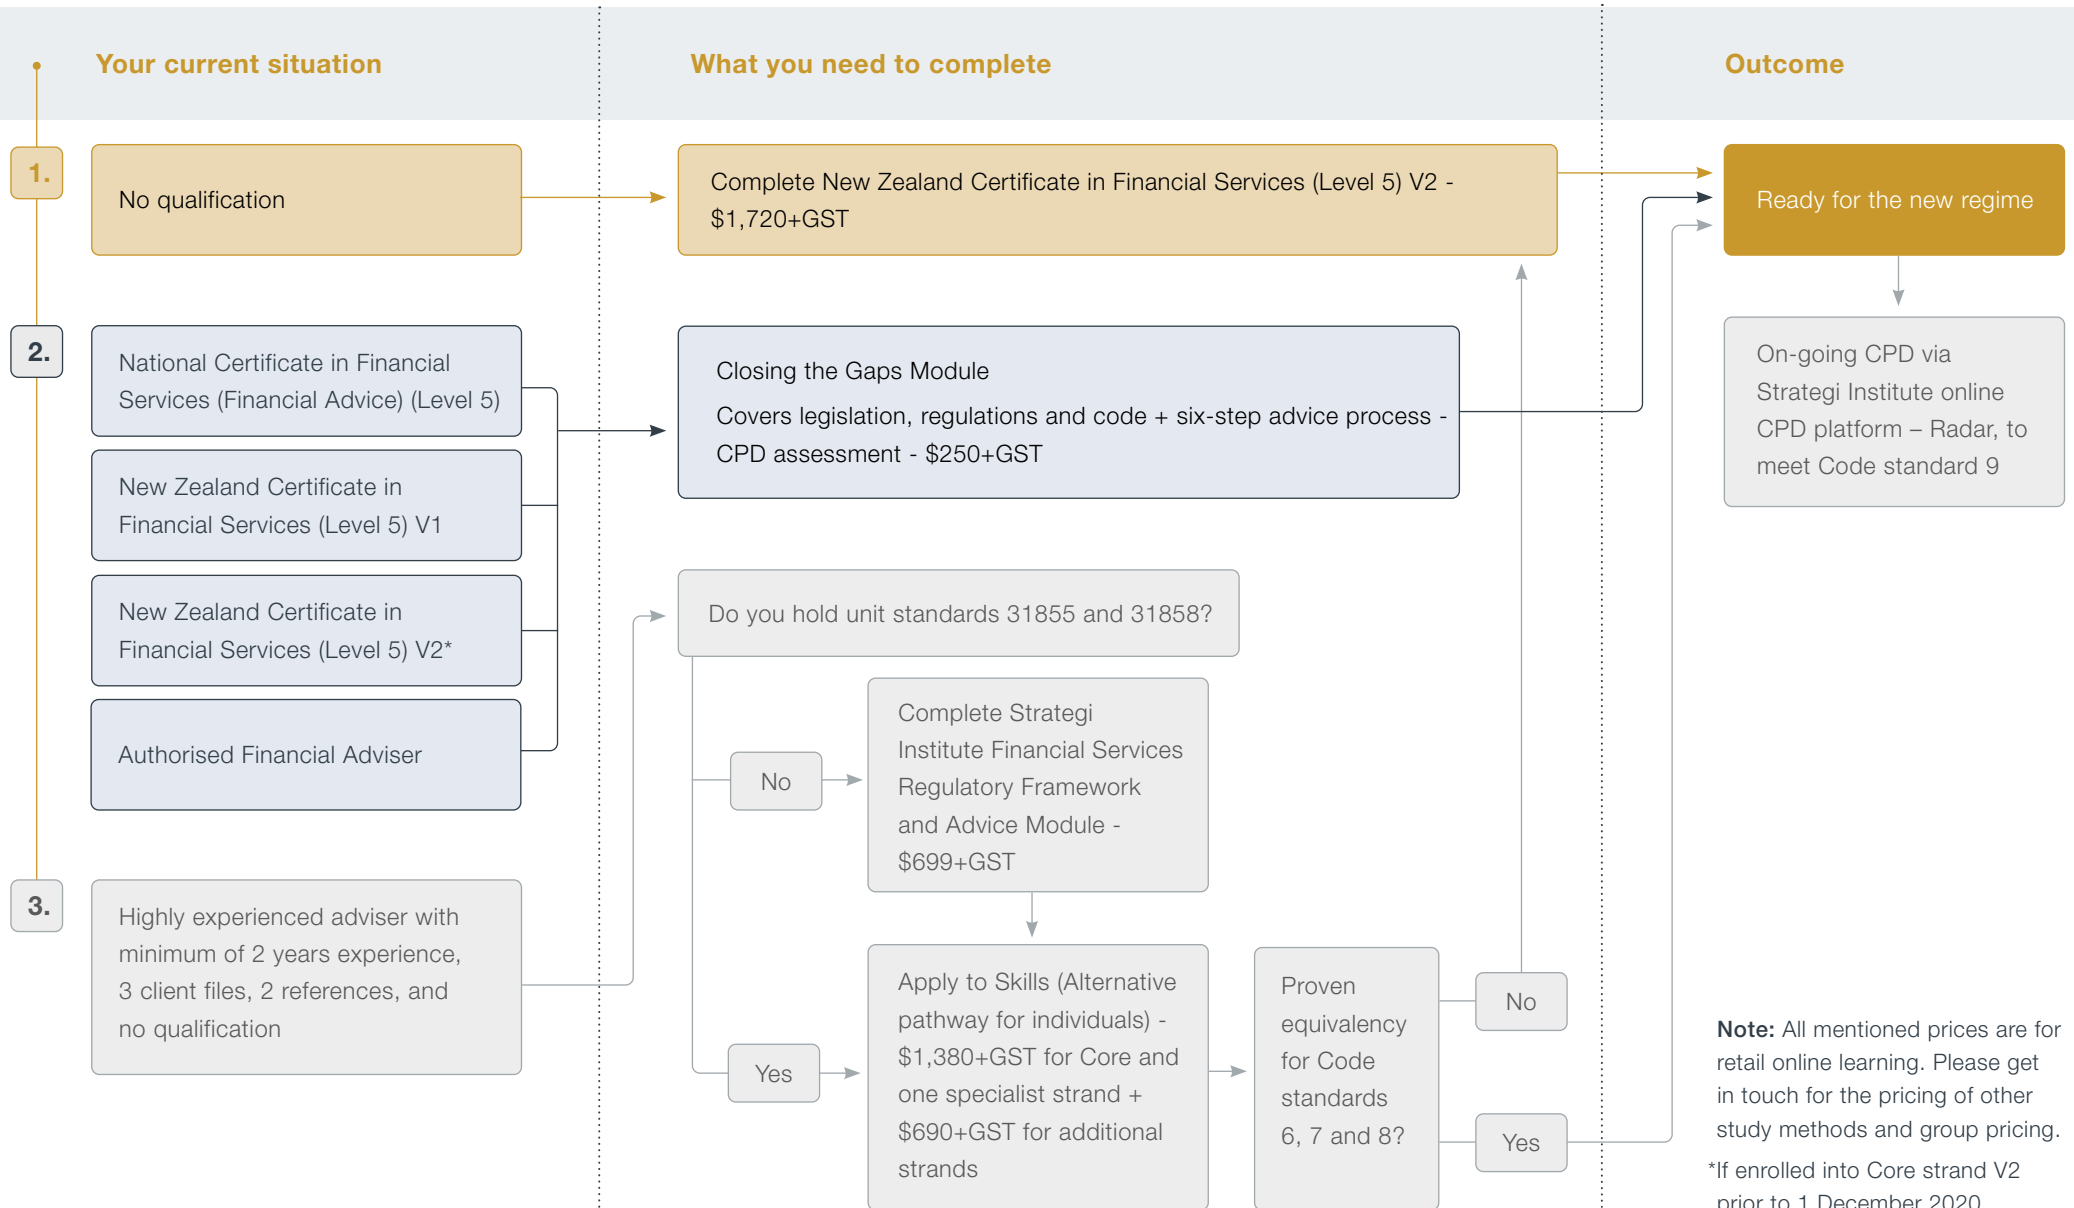 Your current situation
What you need to complete
Outcome
1.
No qualification
Complete New Zealand Certificate in Financial Services (Level 5) V2 -
$1,720+GST
Ready for the new regime
2.
National Certificate in Financial
Services (Financial Advice) (Level 5)
New Zealand Certificate in
Financial Services (Level 5) V1
New Zealand Certificate in
Financial Services (Level 5) V2*
Authorised Financial Adviser
Closing the Gaps Module
Covers legislation, regulations and code + six-step advice process -
CPD assessment - $250+GST
On-going CPD via
Strategi Institute online
CPD platform – Radar, to
meet Code standard 9
3.
Highly experienced adviser with
minimum of 2 years experience,
3 client files, 2 references, and
no qualification
Do you hold unit standards 31855 and 31858?
No
Complete Strategi
Institute Financial Services
Regulatory Framework
and Advice Module -
$699+GST
Yes
Apply to Skills (Alternative
pathway for individuals) -
$1,380+GST for Core and
one specialist strand +
$690+GST for additional
strands
Proven
equivalency
for Code
standards
6, 7 and 8?
No
Yes
Note: All mentioned prices are for
retail online learning. Please get
in touch for the pricing of other
study methods and group pricing.
*If enrolled into Core strand V2
prior to 1 December 2020